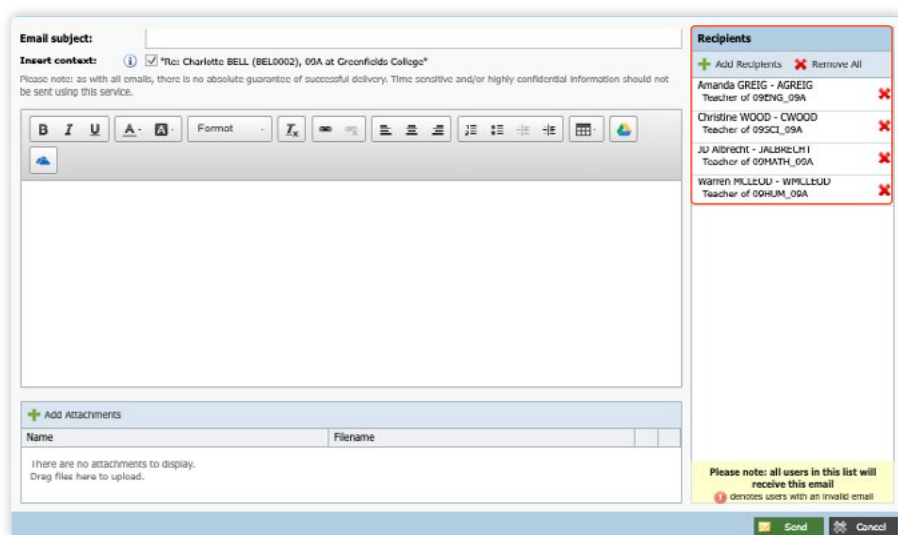 Email subject:
Insert context: i "Re: Charlotte BELL (BEL0002), 09A at Greenfields College"
Please note: as with all emails, there is no absolute guarantee of successful delivery. Time sensitive and/or highly confidential information should not
be sent using this service.
B I U A A Format Tx
Add Attachments
Name Filename
There are no attachments to display.
Drag files here to upload.
Recipients
Add Recipients Remove All
Amanda GREIG - AGREIG
Teacher of 09ENG_09A
Christine WOOD - CWOOD
Teacher of 09SCI_09A
JD Albrecht - JALBRECHT
Teacher of 09MATH_09A
Warren MCLEOD - WMCLEOD
Teacher of 09HUM_09A
Please note: all users in this list will
receive this email
! denotes users with an invalid email
Send Cancel